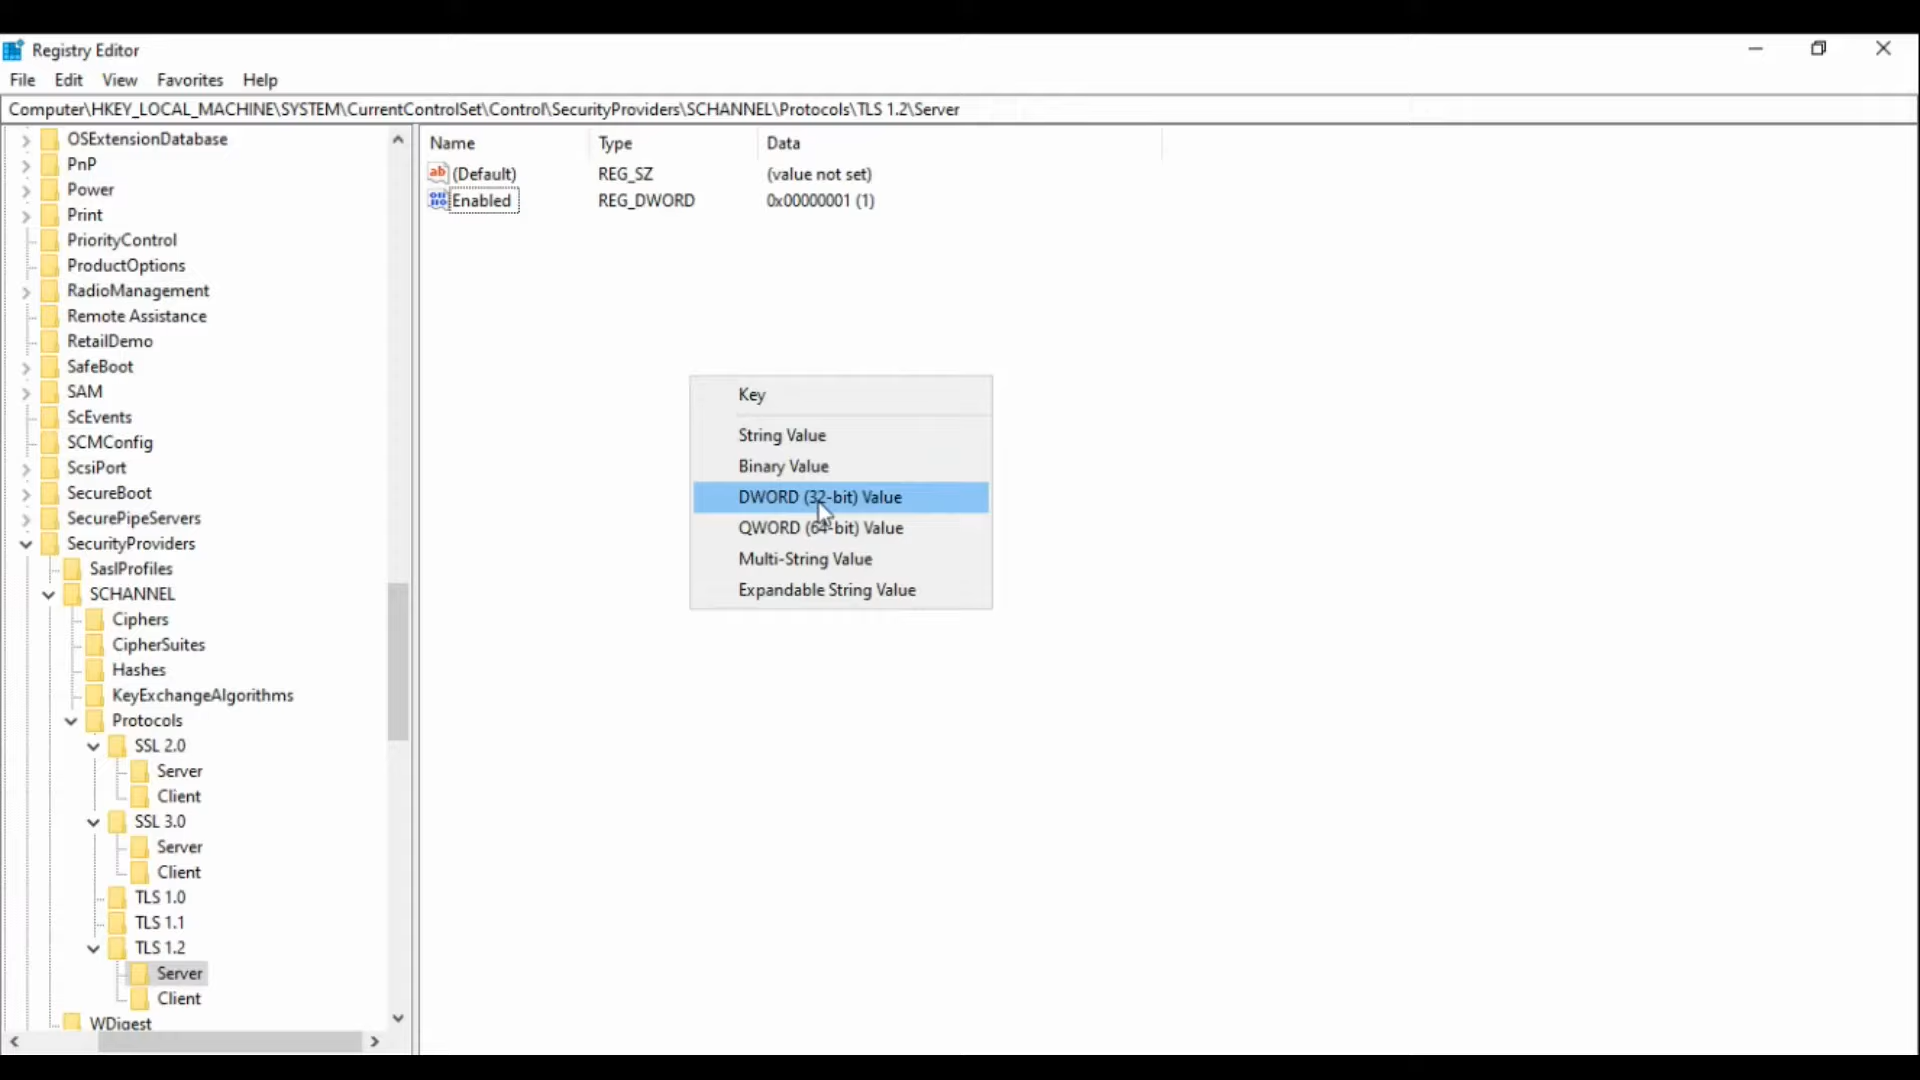 Registry Editor
File Edit View Favorites Help
Computer\HKEY_LOCAL_MACHINE\SYSTEM\CurrentControlSet\Control\SecurityProviders\SCHANNEL\Protocols\TLS 1.2\Server
OSExtensionDatabase
PnP
Power
Print
PriorityControl
ProductOptions
RadioManagement
Remote Assistance
RetailDemo
SafeBoot
SAM
ScEvents
SCMConfig
ScsiPort
SecureBoot
SecurePipeServers
SecurityProviders
SaslProfiles
SCHANNEL
Ciphers
CipherSuites
Hashes
KeyExchangeAlgorithms
Protocols
SSL 2.0
Server
Client
SSL 3.0
Server
Client
TLS 1.0
TLS 1.1
TLS 1.2
Server
Client
WDigest
Name Type Data
(Default) REG_SZ (value not set)
Enabled REG_DWORD 0x00000001 (1)
Key
String Value
Binary Value
DWORD (32-bit) Value
QWORD (64-bit) Value
Multi-String Value
Expandable String Value